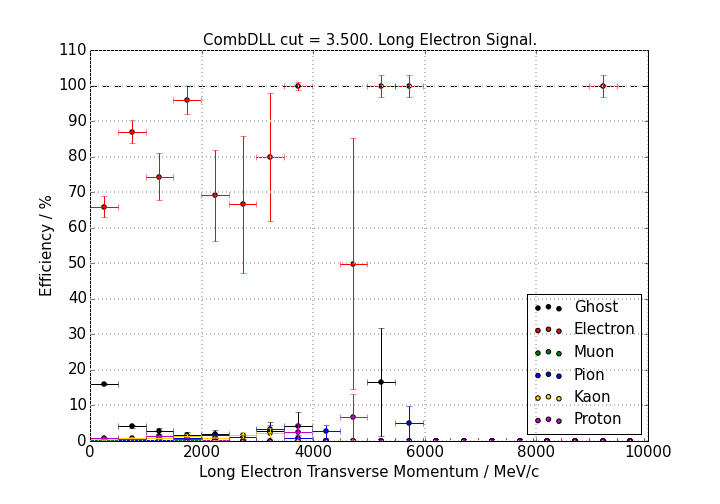 CombDLL cut = 3.500. Long Electron Signal.
110
100
90
80
70
60
50
40
30
20
10
0
Efficiency / %
Ghost
Electron
Muon
Pion
Kaon
Proton
0 2000 4000 6000 8000 10000
Long Electron Transverse Momentum / MeV/c